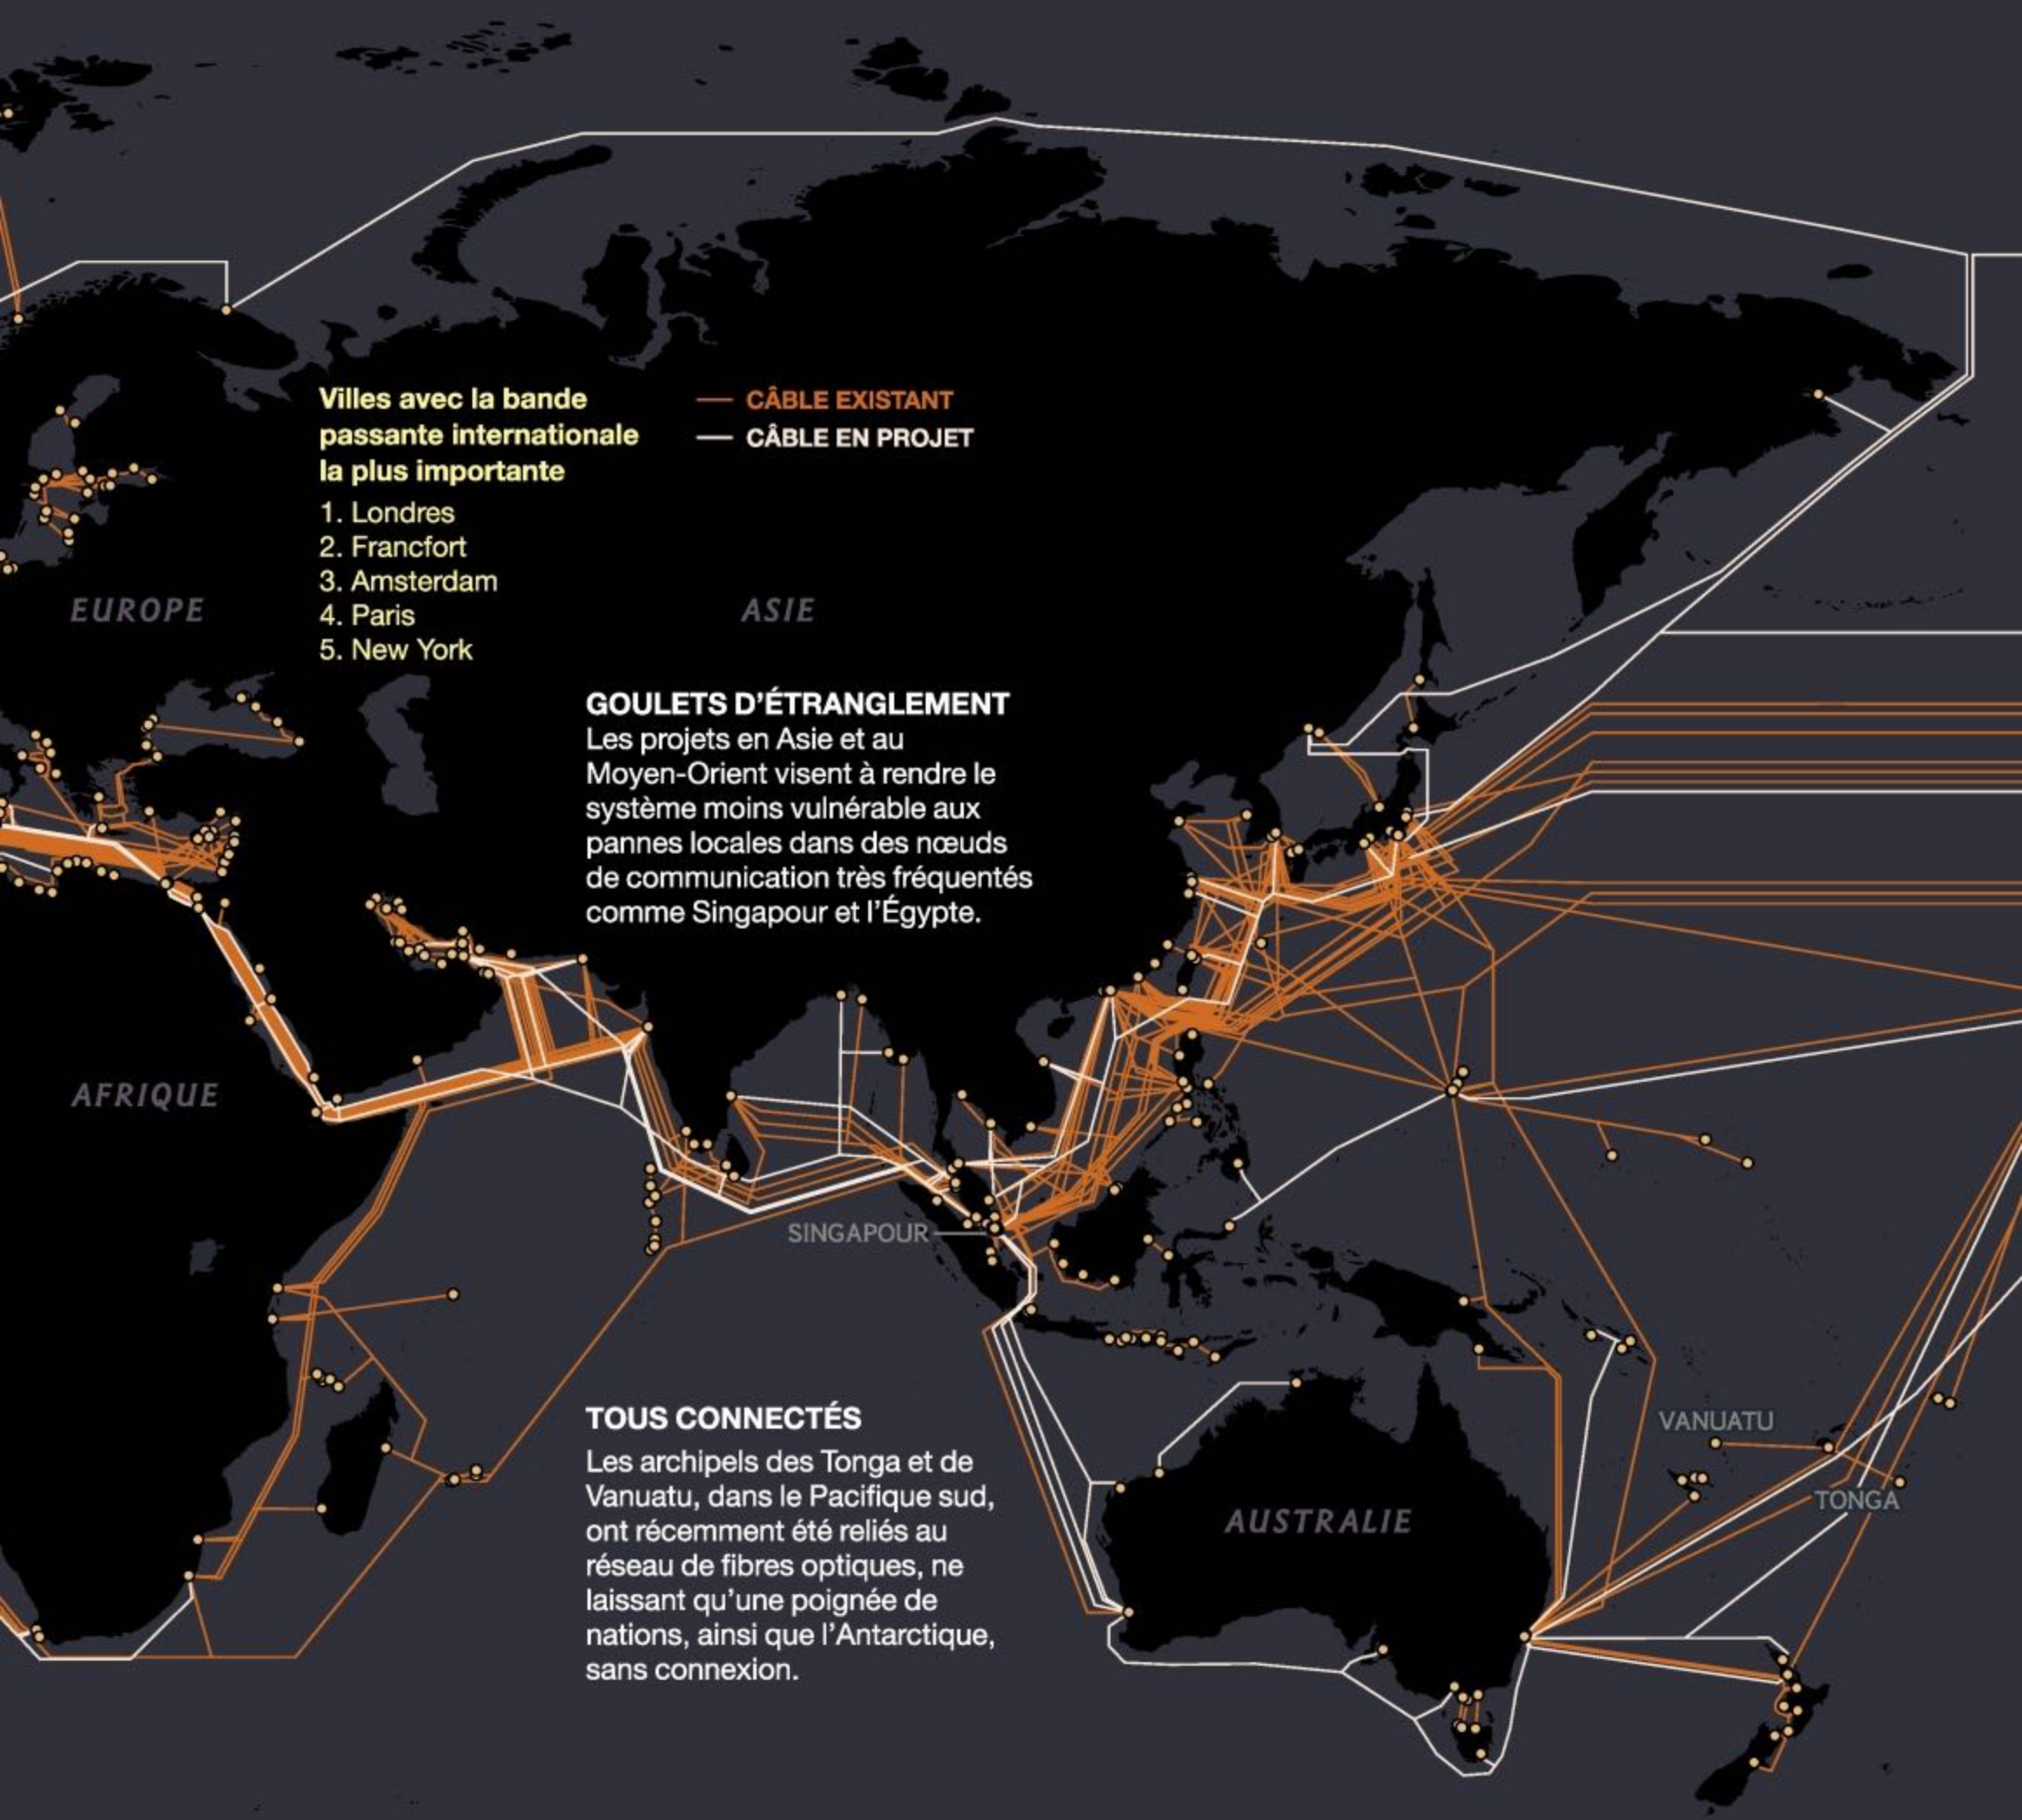 Villes avec la bande
passante internationale
la plus importante
1. Londres
2. Francfort
3. Amsterdam
4. Paris
5. New York
CÂBLE EXISTANT
CÂBLE EN PROJET
EUROPE
ASIE
GOULETS D'ÉTRANGLEMENT
Les projets en Asie et au
Moyen-Orient visent à rendre le
système moins vulnérable aux
pannes locales dans des nœuds
de communication très fréquentés
comme Singapour et l'Égypte.
AFRIQUE
SINGAPOUR
TOUS CONNECTÉS
Les archipels des Tonga et de
Vanuatu, dans le Pacifique sud,
ont récemment été reliés au
réseau de fibres optiques, ne
laissant qu'une poignée de
nations, ainsi que l'Antarctique,
sans connexion.
VANUATU
TONGA
AUSTRALIE